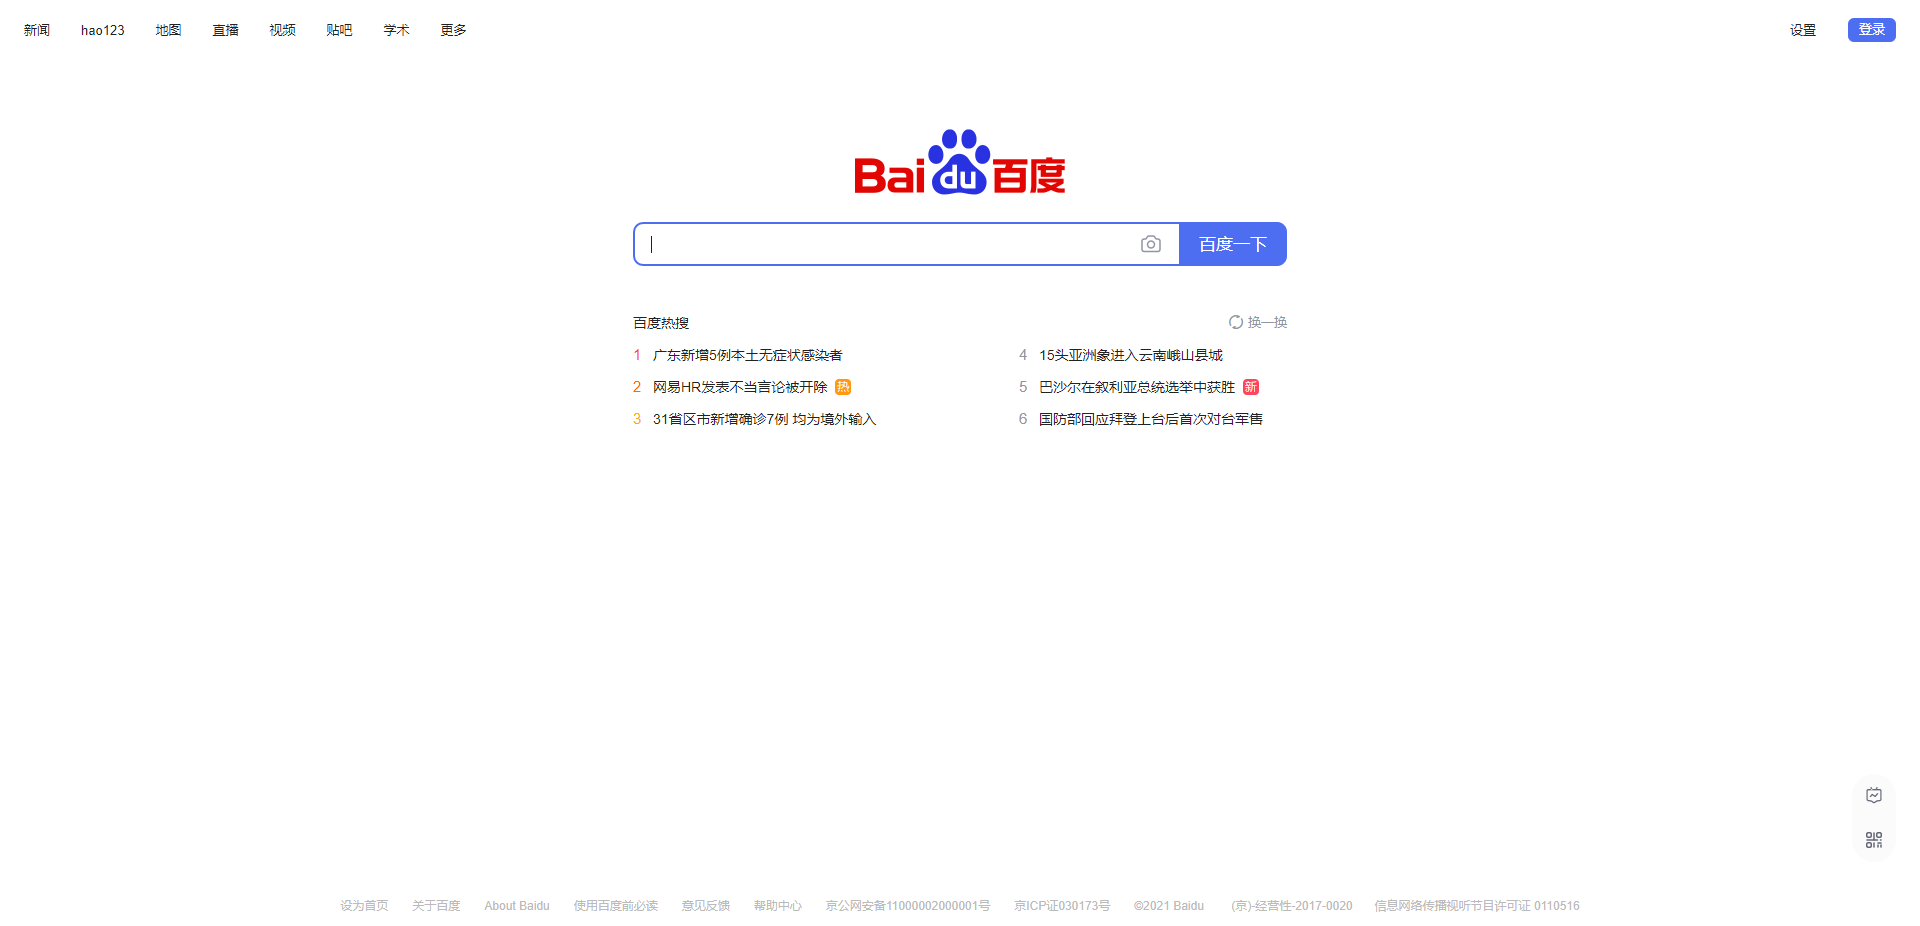 新闻 hao123 地图 直播 视频 贴吧 学术 更多 设置 登录
Bai du 百度
百度一下
百度热搜 换一换
1 广东新增5例本土无症状感染者
2 网易HR发表不当言论被开除 热
3 31省区市新增确诊7例 均为境外输入
4 15头亚洲象进入云南峨山县城
5 巴沙尔在叙利亚总统选举中获胜 新
6 国防部回应拜登上台后首次对台军售
设为首页 关于百度 About Baidu 使用百度前必读 意见反馈 帮助中心 京公网安备11000002000001号 京ICP证030173号 ©2021 Baidu (京)-经营性-2017-0020 信息网络传播视听节目许可证 0110516